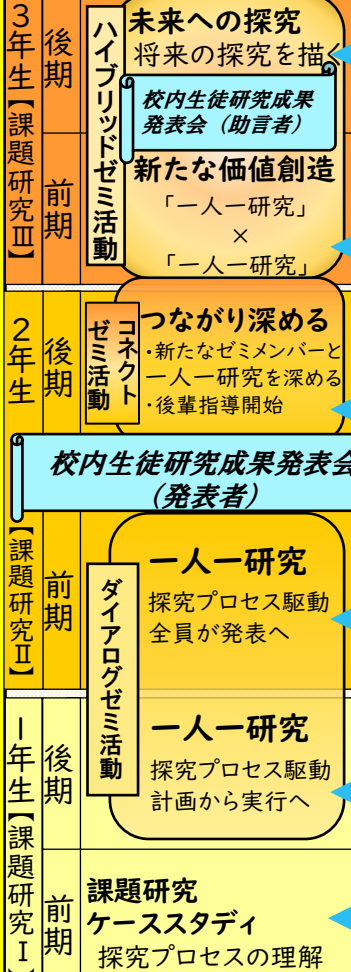 3年生【課題研究Ⅲ】
後期
ハイブリッドゼミ活動
未来への探究
将来の探究を描
校内生徒研究成果
発表会（助言者）
前期
新たな価値創造
「一人一研究」
×
「一人一研究」
2年生
【課題研究Ⅱ】
後期
コネクト
ゼミ活動
つながり深める
・新たなゼミメンバーと
一人一研究を深める
・後輩指導開始
校内生徒研究成果発表会
（発表者）
前期
ダイアログゼミ活動
一人一研究
探究プロセス駆動
全員が発表へ
1年生【課題研究Ⅰ
後期
一人一研究
探究プロセス駆動
計画から実行へ
前期
課題研究
ケーススタディ
探究プロセスの理解